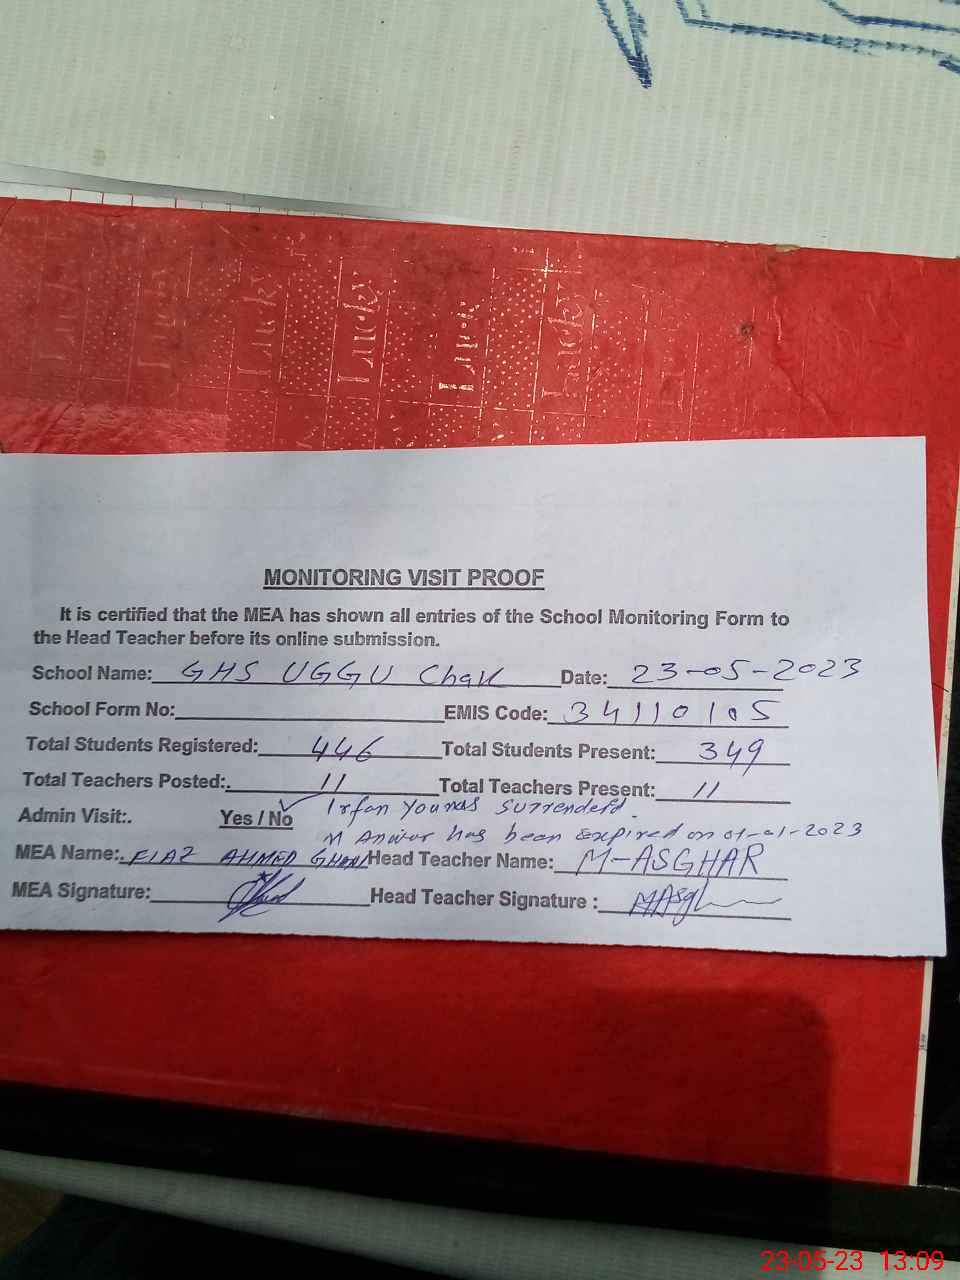 Lucky Lucky Lucky Lucky Lucky Lucky
MONITORING VISIT PROOF
It is certified that the MEA has shown all entries of the School Monitoring Form to
the Head Teacher before its online submission.
School Name: GHS UGGU Chak Date: 23-05-2023
School Form No: EMIS Code: 34110105
Total Students Registered: 446 Total Students Present: 349
Total Teachers Posted:. 11 Total Teachers Present: 11
Irfan Younas Surrenderd.
Admin Visit:. Yes / No ✓
M Anwar has been Expired on 01-01-2023
MEA Name:. FIAZ AHMED GHANI Head Teacher Name: M-ASGHAR
MEA Signature: Head Teacher Signature : MAsgh
23-05-23 13:09